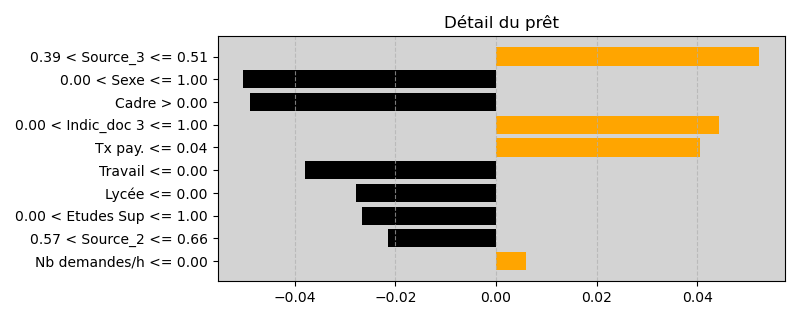 Détail du prêt
0.39 < Source_3 <= 0.51
0.00 < Sexe <= 1.00
Cadre > 0.00
0.00 < Indic_doc 3 <= 1.00
Tx pay. <= 0.04
Travail <= 0.00
Lycée <= 0.00
0.00 < Etudes Sup <= 1.00
0.57 < Source_2 <= 0.66
Nb demandes/h <= 0.00
−0.04 −0.02 0.00 0.02 0.04